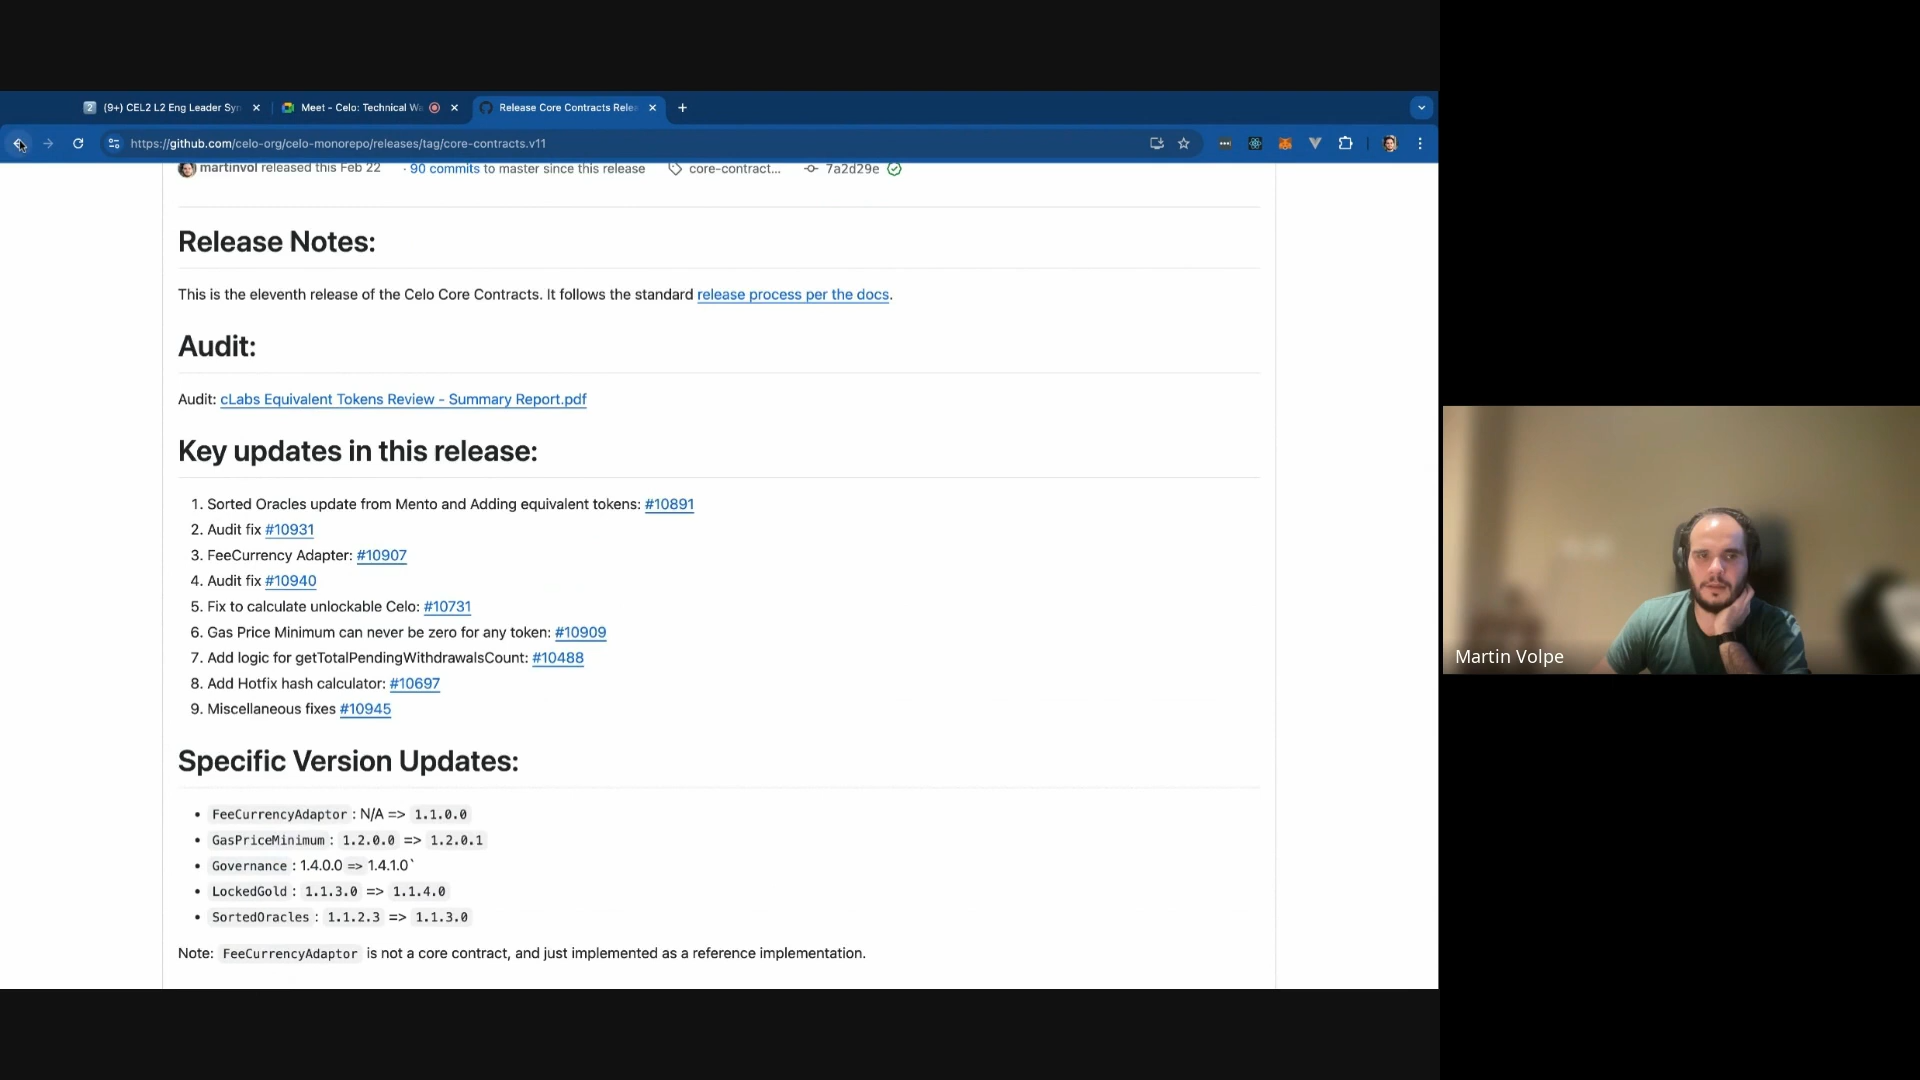 (9+) CEL2 L2 Eng Leader Syn
Meet - Celo: Technical Wa
Release Core Contracts Relea
https://github.com/celo-org/celo-monorepo/releases/tag/core-contracts.v11
martinvol released this Feb 22 · 90 commits to master since this release core-contract... 7a2d29e
Release Notes:
This is the eleventh release of the Celo Core Contracts. It follows the standard release process per the docs.
Audit:
Audit: cLabs Equivalent Tokens Review - Summary Report.pdf
Key updates in this release:
1. Sorted Oracles update from Mento and Adding equivalent tokens: #10891
2. Audit fix #10931
3. FeeCurrency Adapter: #10907
4. Audit fix #10940
5. Fix to calculate unlockable Celo: #10731
6. Gas Price Minimum can never be zero for any token: #10909
7. Add logic for getTotalPendingWithdrawalsCount: #10488
8. Add Hotfix hash calculator: #10697
9. Miscellaneous fixes #10945
Specific Version Updates:
• FeeCurrencyAdaptor : N/A => 1.1.0.0
• GasPriceMinimum : 1.2.0.0 => 1.2.0.1
• Governance : 1.4.0.0 => 1.4.1.0`
• LockedGold : 1.1.3.0 => 1.1.4.0
• SortedOracles : 1.1.2.3 => 1.1.3.0
Note: FeeCurrencyAdaptor is not a core contract, and just implemented as a reference implementation.
Martin Volpe